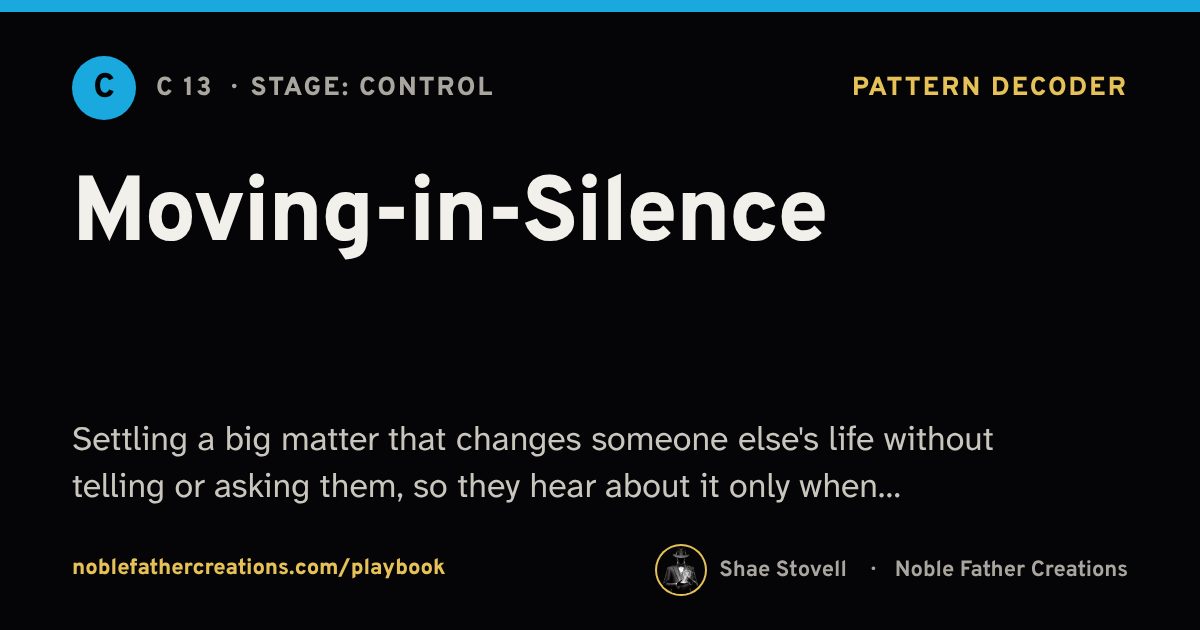 C
C 13 · STAGE: CONTROL
PATTERN DECODER
Moving-in-Silence
Settling a big matter that changes someone else's life without
telling or asking them, so they hear about it only when...
noblefathercreations.com/playbook
Shae Stovell · Noble Father Creations